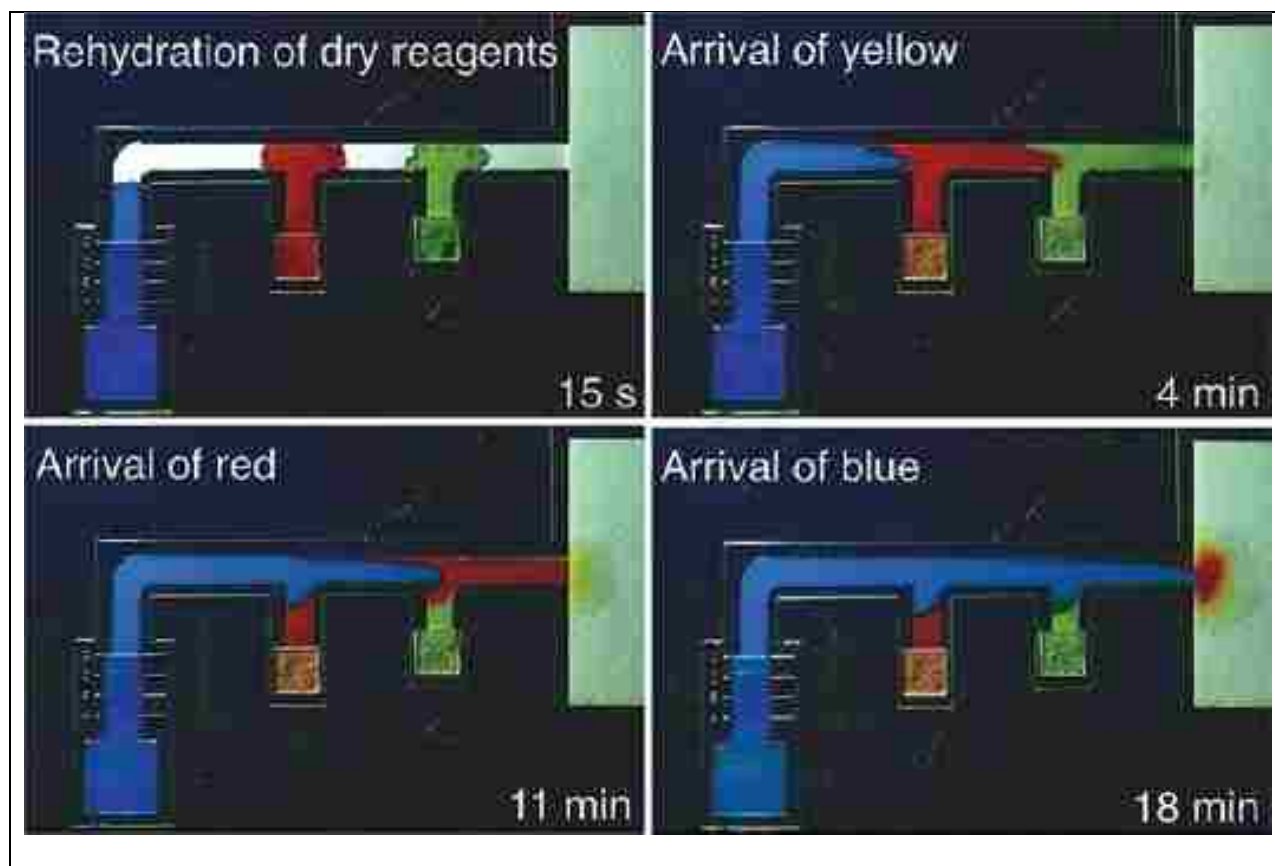 Rehydration of dry reagents
15 s
Arrival of yellow
4 min
Arrival of red
11 min
Arrival of blue
18 min